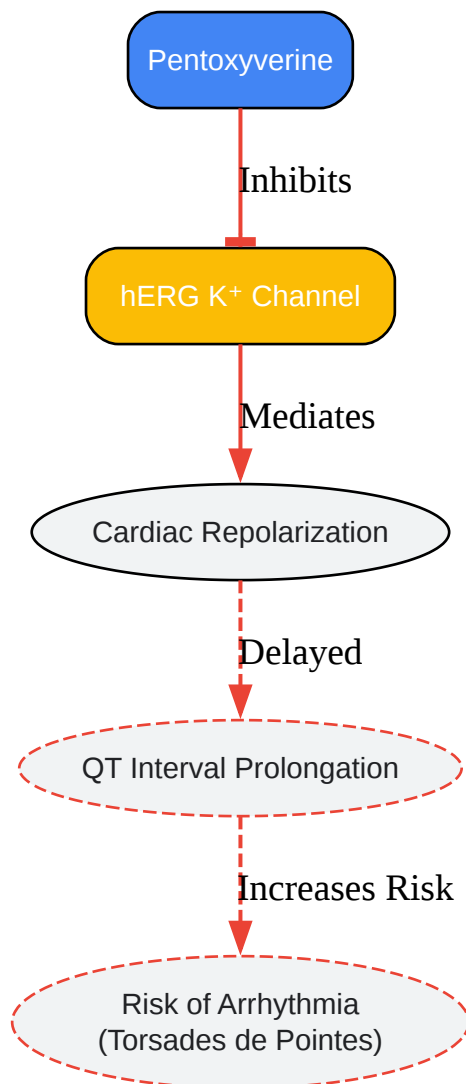 Pentoxyverine
Inhibits
hERG K⁺ Channel
Mediates
Cardiac Repolarization
Delayed
QT Interval Prolongation
Increases Risk
Risk of Arrhythmia
(Torsades de Pointes)